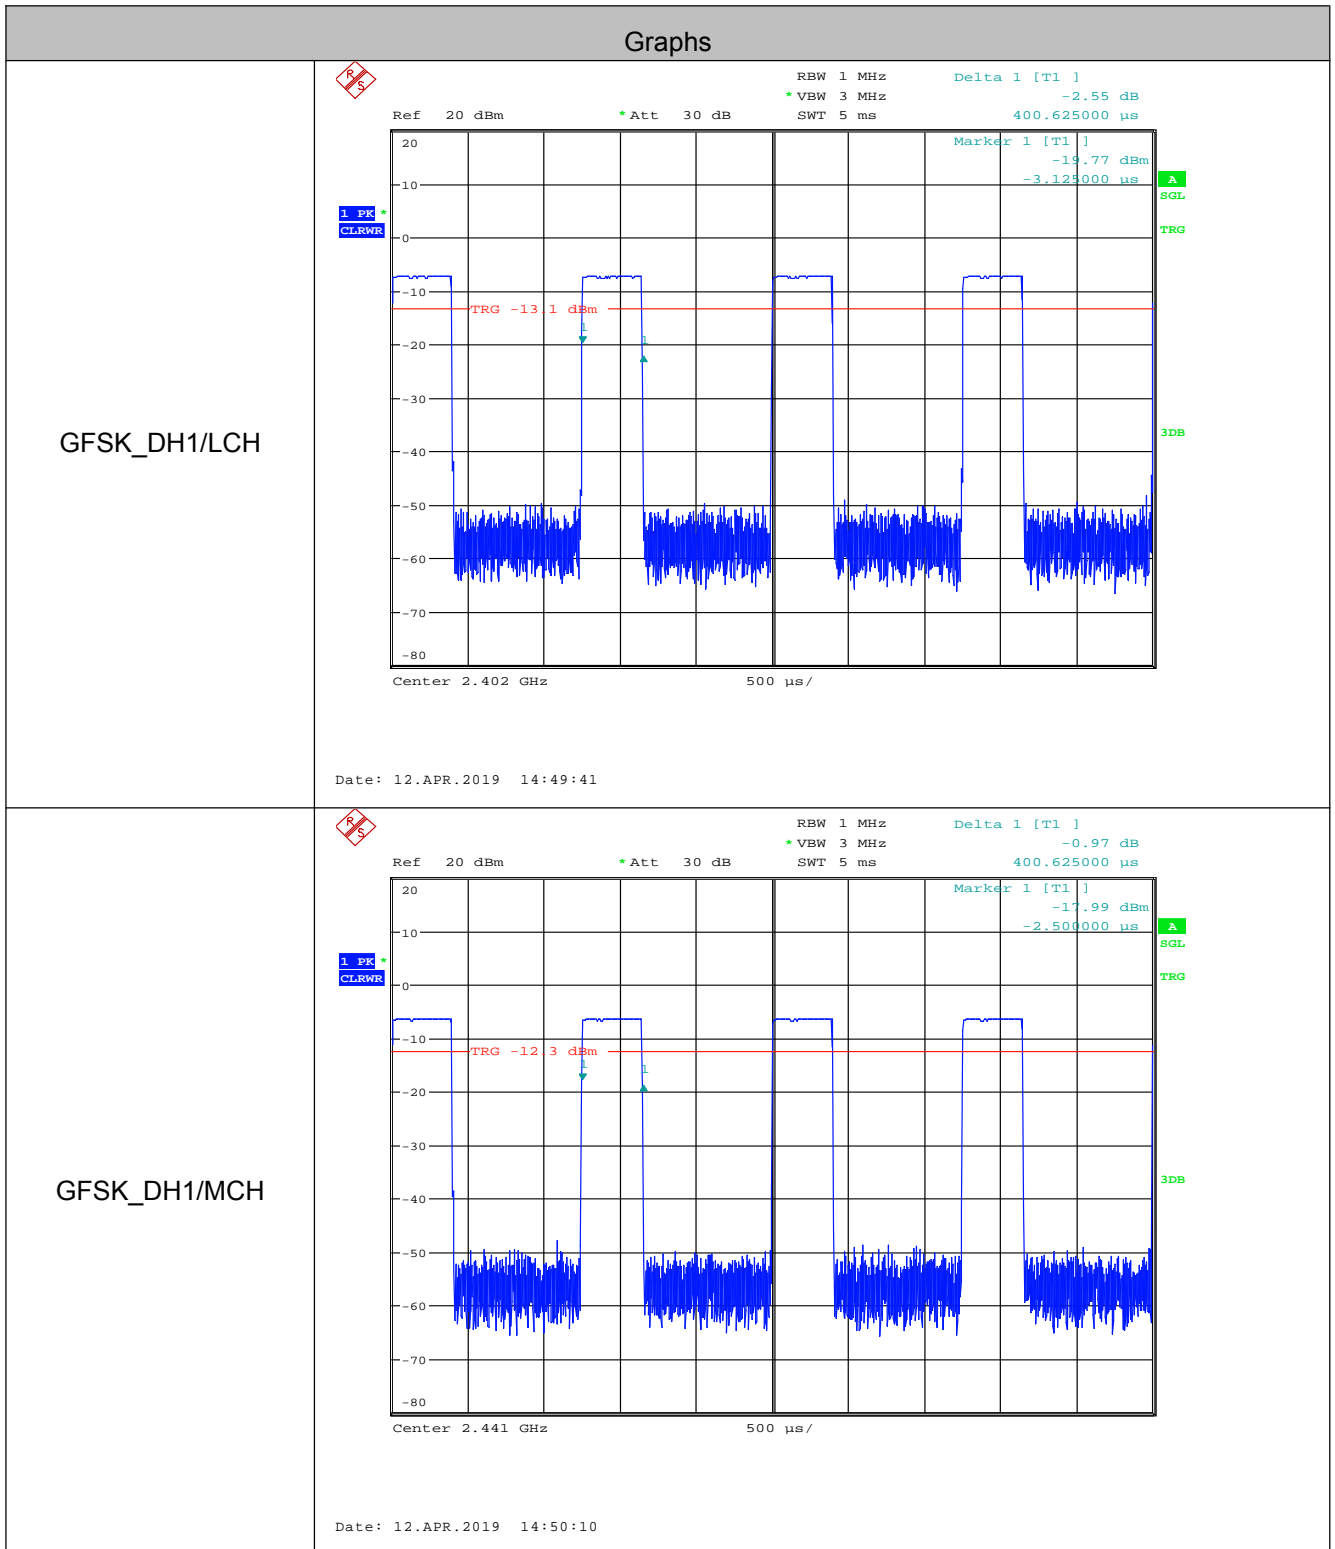 Graphs
GFSK_DH1/LCH
R S
RBW 1 MHz
Delta 1 [T1 ]
* VBW 3 MHz
-2.55 dB
Ref 20 dBm
* Att 30 dB
SWT 5 ms
400.625000 µs
20
Marker 1 [T1 ]
-19.77 dBm
-3.125000 µs
A
SGL
TRG
1 PK *
CLRWR
10
0
-10
TRG -13.1 dBm
1
1
-20
-30
-40
3DB
-50
-60
-70
-80
Center 2.402 GHz
500 µs/
Date: 12.APR.2019 14:49:41
GFSK_DH1/MCH
R S
RBW 1 MHz
Delta 1 [T1 ]
* VBW 3 MHz
-0.97 dB
Ref 20 dBm
* Att 30 dB
SWT 5 ms
400.625000 µs
20
Marker 1 [T1 ]
-17.99 dBm
-2.500000 µs
A
SGL
TRG
1 PK *
CLRWR
10
0
-10
TRG -12.3 dBm
1
1
-20
-30
-40
3DB
-50
-60
-70
-80
Center 2.441 GHz
500 µs/
Date: 12.APR.2019 14:50:10